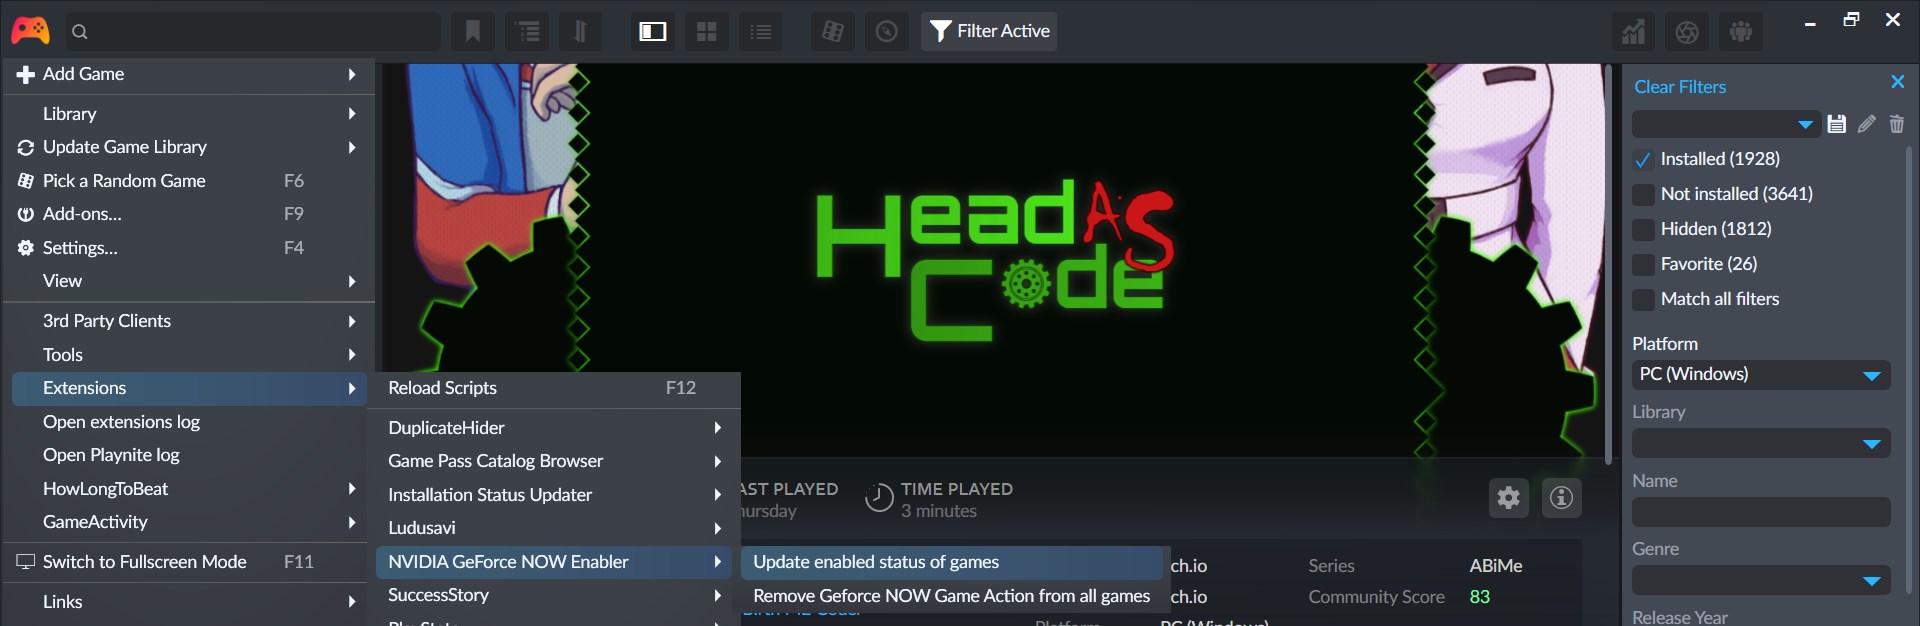 Filter Active
Add Game
Library
Update Game Library
Pick a Random Game F6
Add-ons... F9
Settings... F4
View
3rd Party Clients
Tools
Extensions
Open extensions log
Open Playnite log
HowLongToBeat
GameActivity
Switch to Fullscreen Mode F11
Links
Reload Scripts F12
DuplicateHider
Game Pass Catalog Browser
Installation Status Updater
Ludusavi
NVIDIA GeForce NOW Enabler
SuccessStory
Update enabled status of games
Remove Geforce NOW Game Action from all games
Head AS
Code
AST PLAYED
ursday
TIME PLAYED
3 minutes
ch.io
Series ABiMe
ch.io
Community Score 83
Platform PC (Windows)
Clear Filters
Installed (1928)
Not installed (3641)
Hidden (1812)
Favorite (26)
Match all filters
Platform
PC (Windows)
Library
Name
Genre
Release Year